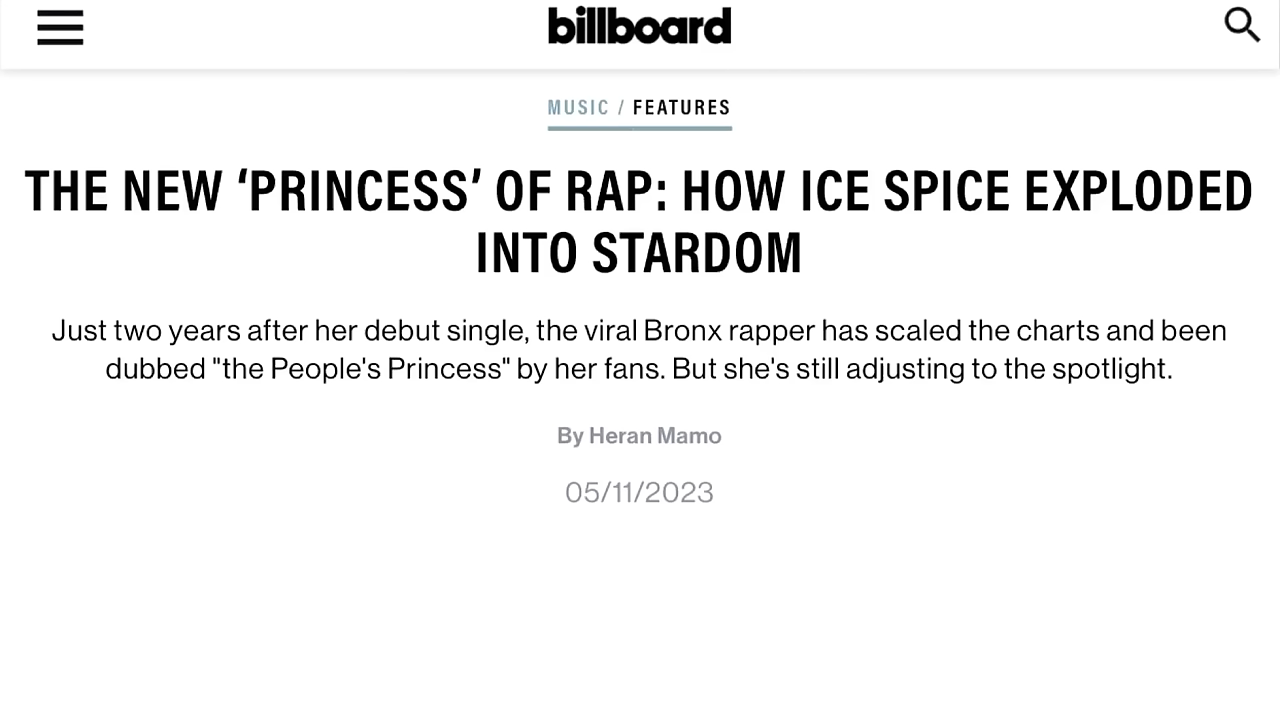 billboard
MUSIC / FEATURES
THE NEW ‘PRINCESS’ OF RAP: HOW ICE SPICE EXPLODED
INTO STARDOM
Just two years after her debut single, the viral Bronx rapper has scaled the charts and been
dubbed "the People's Princess" by her fans. But she's still adjusting to the spotlight.
By Heran Mamo
05/11/2023